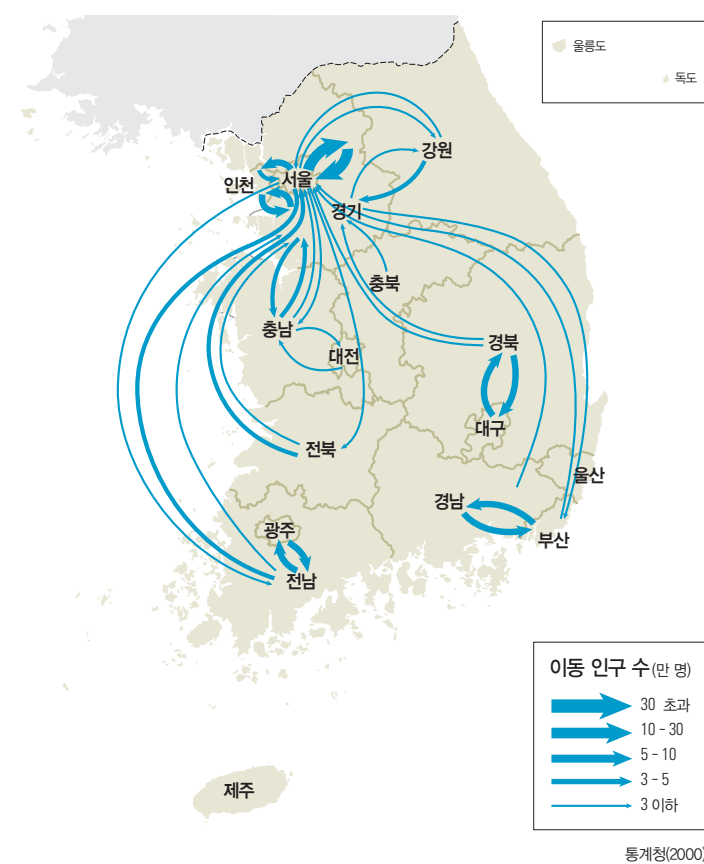 울릉도
독도
강원
서울
인천
경기
충북
충남
대전
경북
대구
전북
울산
경남
부산
광주
전남
제주
이동 인구 수(만 명)
30 초과
10 - 30
5 - 10
3 - 5
3 이하
통계청(2000)